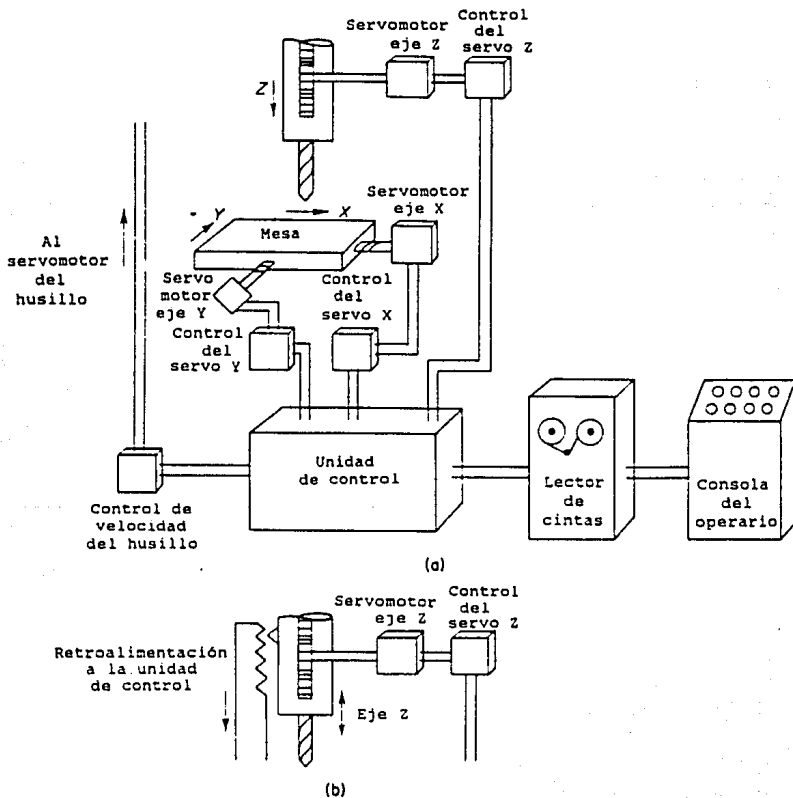 Servomotor
eje Z
Control
del
servo Z
Z
Y
X
Mesa
Servomotor
eje X
Al
servomotor
del
husillo
Servo
motor
eje Y
Control
del
servo X
Control
del
servo Y
Unidad
de control
Lector
de
cintas
Consola
del
operario
Control de
velocidad
del husillo
(a)
Servomotor
eje Z
Control
del
servo Z
Retroalimentación
a la unidad
de control
Eje Z
(b)